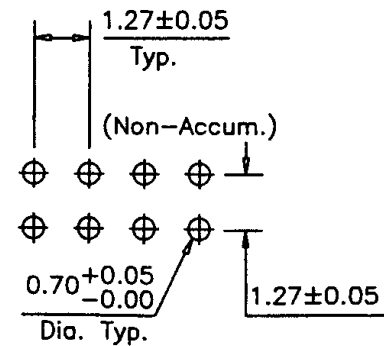 1.27±0.05
Typ.
(Non-Accum.)
0.70+0.05
-0.00
Dia. Typ.
1.27±0.05